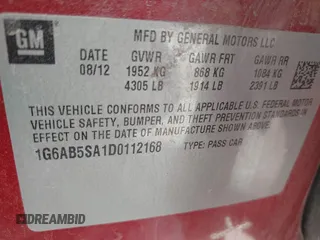 GM
MFD BY GENERAL MOTORS LLC
DATE GVWR GAWR FRT GAWR RR
08/12 1952 KG 868 KG 1084 KG
4305 LB 1914 LB 2391 LB
THIS VEHICLE CONFORMS TO ALL APPLICABLE
U.S. FEDERAL MOTOR VEHICLE
SAFETY, BUMPER, AND THEFT PREVENTION STANDARDS IN
EFFECT ON THE DATE OF MANUFACTURE SHOWN ABOVE.
1G6AB5SA1D0112168 TYPE: PASS CAR
DREAMBID